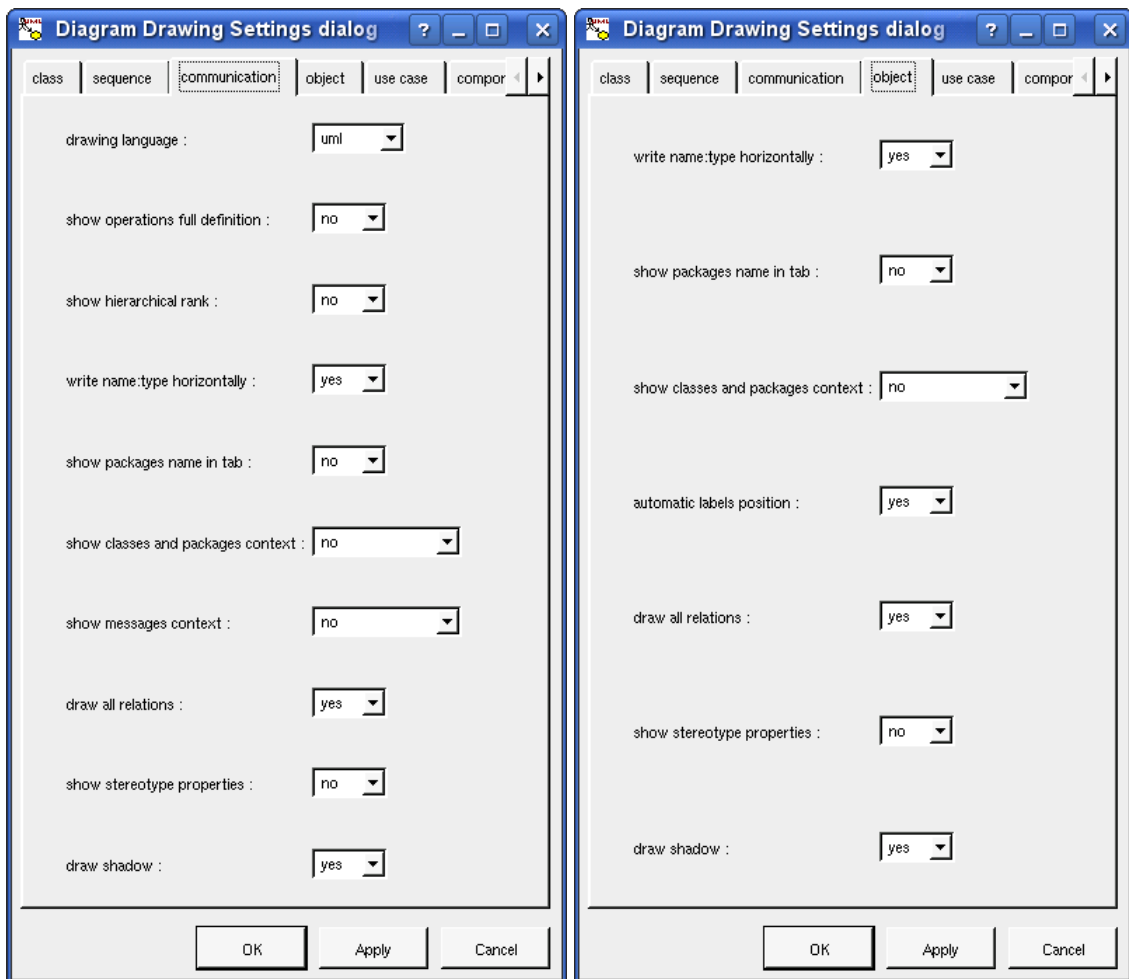 Diagram Drawing Settings dialog
class sequence communication object use case compor
drawing language : uml
show operations full definition : no
show hierarchical rank : no
write name:type horizontally : yes
show packages name in tab : no
show classes and packages context : no
show messages context : no
draw all relations : yes
show stereotype properties : no
draw shadow : yes
OK Apply Cancel
Diagram Drawing Settings dialog
class sequence communication object use case compor
write name:type horizontally : yes
show packages name in tab : no
show classes and packages context : no
automatic labels position : yes
draw all relations : yes
show stereotype properties : no
draw shadow : yes
OK Apply Cancel